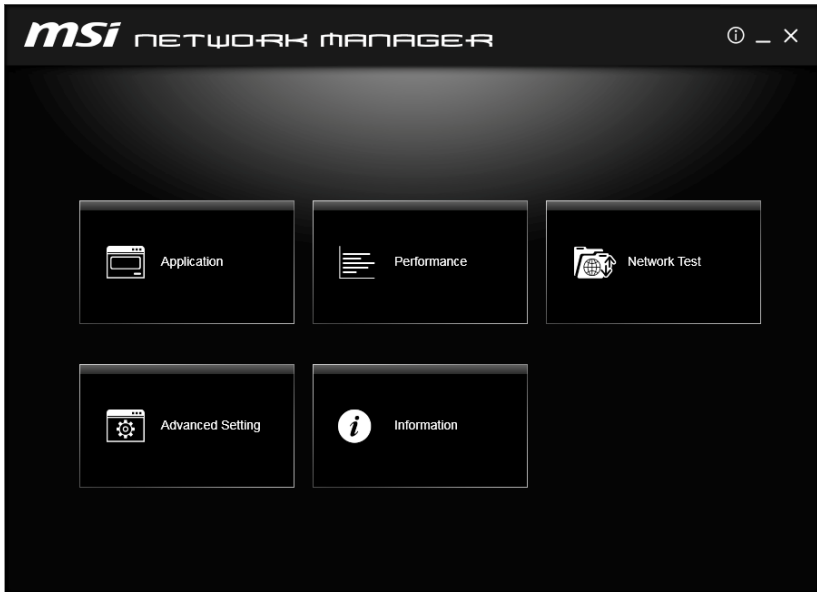 msi NETWORK MANAGER
Application
Performance
Network Test
Advanced Setting
Information